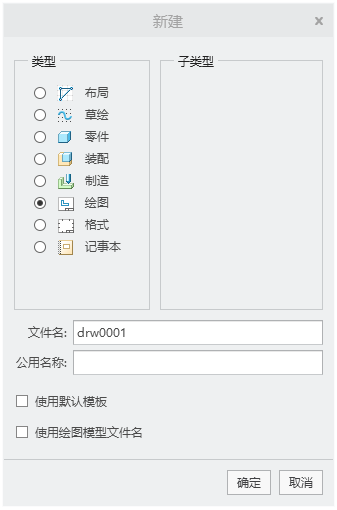 新建
类型
子类型
布局
草绘
零件
装配
制造
绘图
格式
记事本
文件名: drw0001
公用名称:
使用默认模板
使用绘图模型文件名
确定 取消